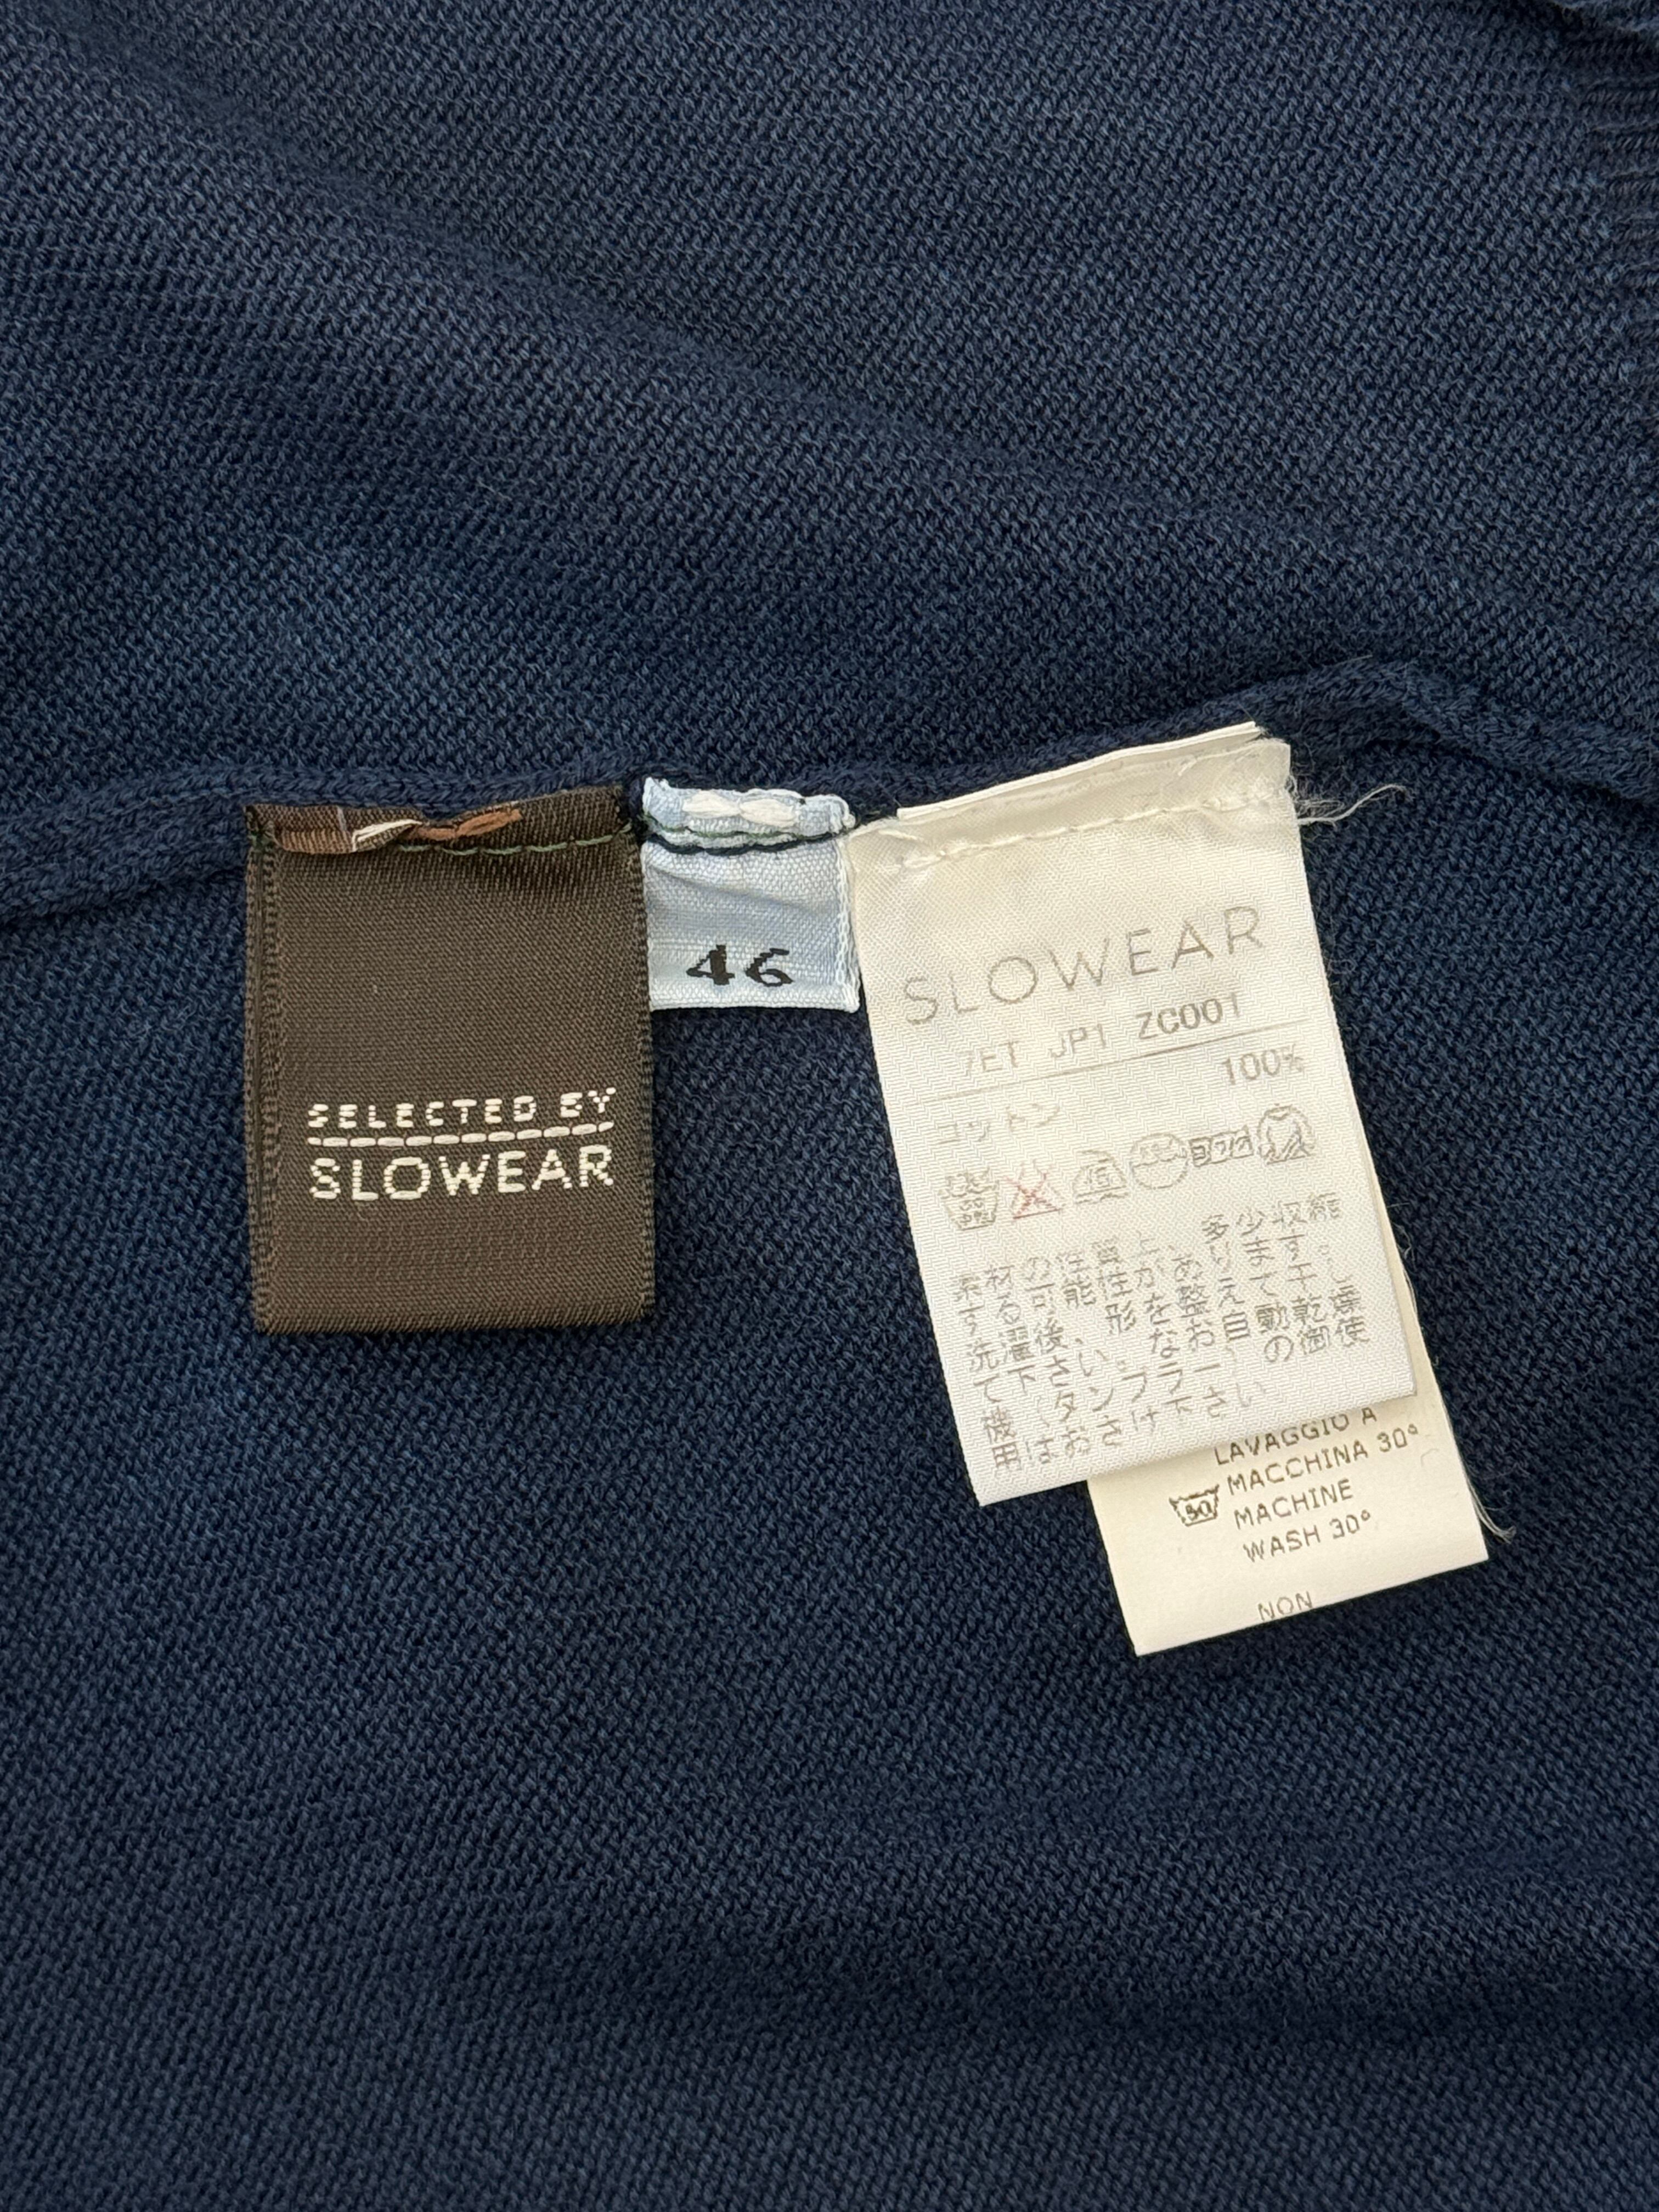 SELECTED BY
SLOWEAR
46
SLOWEAR
7ET JP1 ZC001
100%
コットン
素材の性質上、多少収縮
する可能性があります。
洗濯後、形を整えて干し
て下さい。なお自動乾燥
機、タンブラーの御使
用はおさけ下さい
LAVAGGIO A
MACCHINA 30°
30
MACHINE
WASH 30°
NON